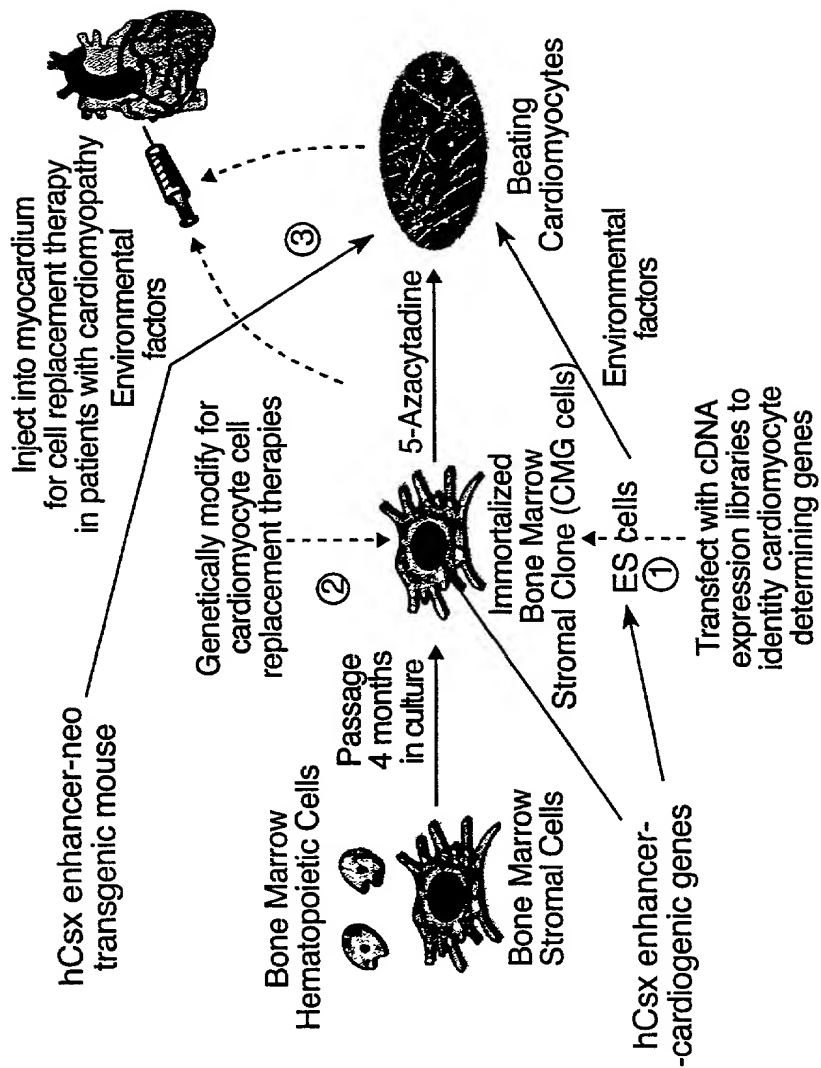 hCsx enhancer-neo
transgenic mouse
Inject into myocardium
for cell replacement therapy
in patients with cardiomyopathy
Environmental
factors
③
Genetically modify for
cardiomyocyte cell
replacement therapies
②
Bone Marrow
Hematopoietic Cells
Passage
4 months
in culture
5-Azacytadine
Bone Marrow
Stromal Cells
Immortalized
Bone Marrow
Stromal Clone (CMG cells)
Beating
Cardiomyocytes
Environmental
factors
ES cells
①
hCsx enhancer-
-cardiogenic genes
Transfect with cDNA
expression libraries to
identity cardiomyocyte
determining genes